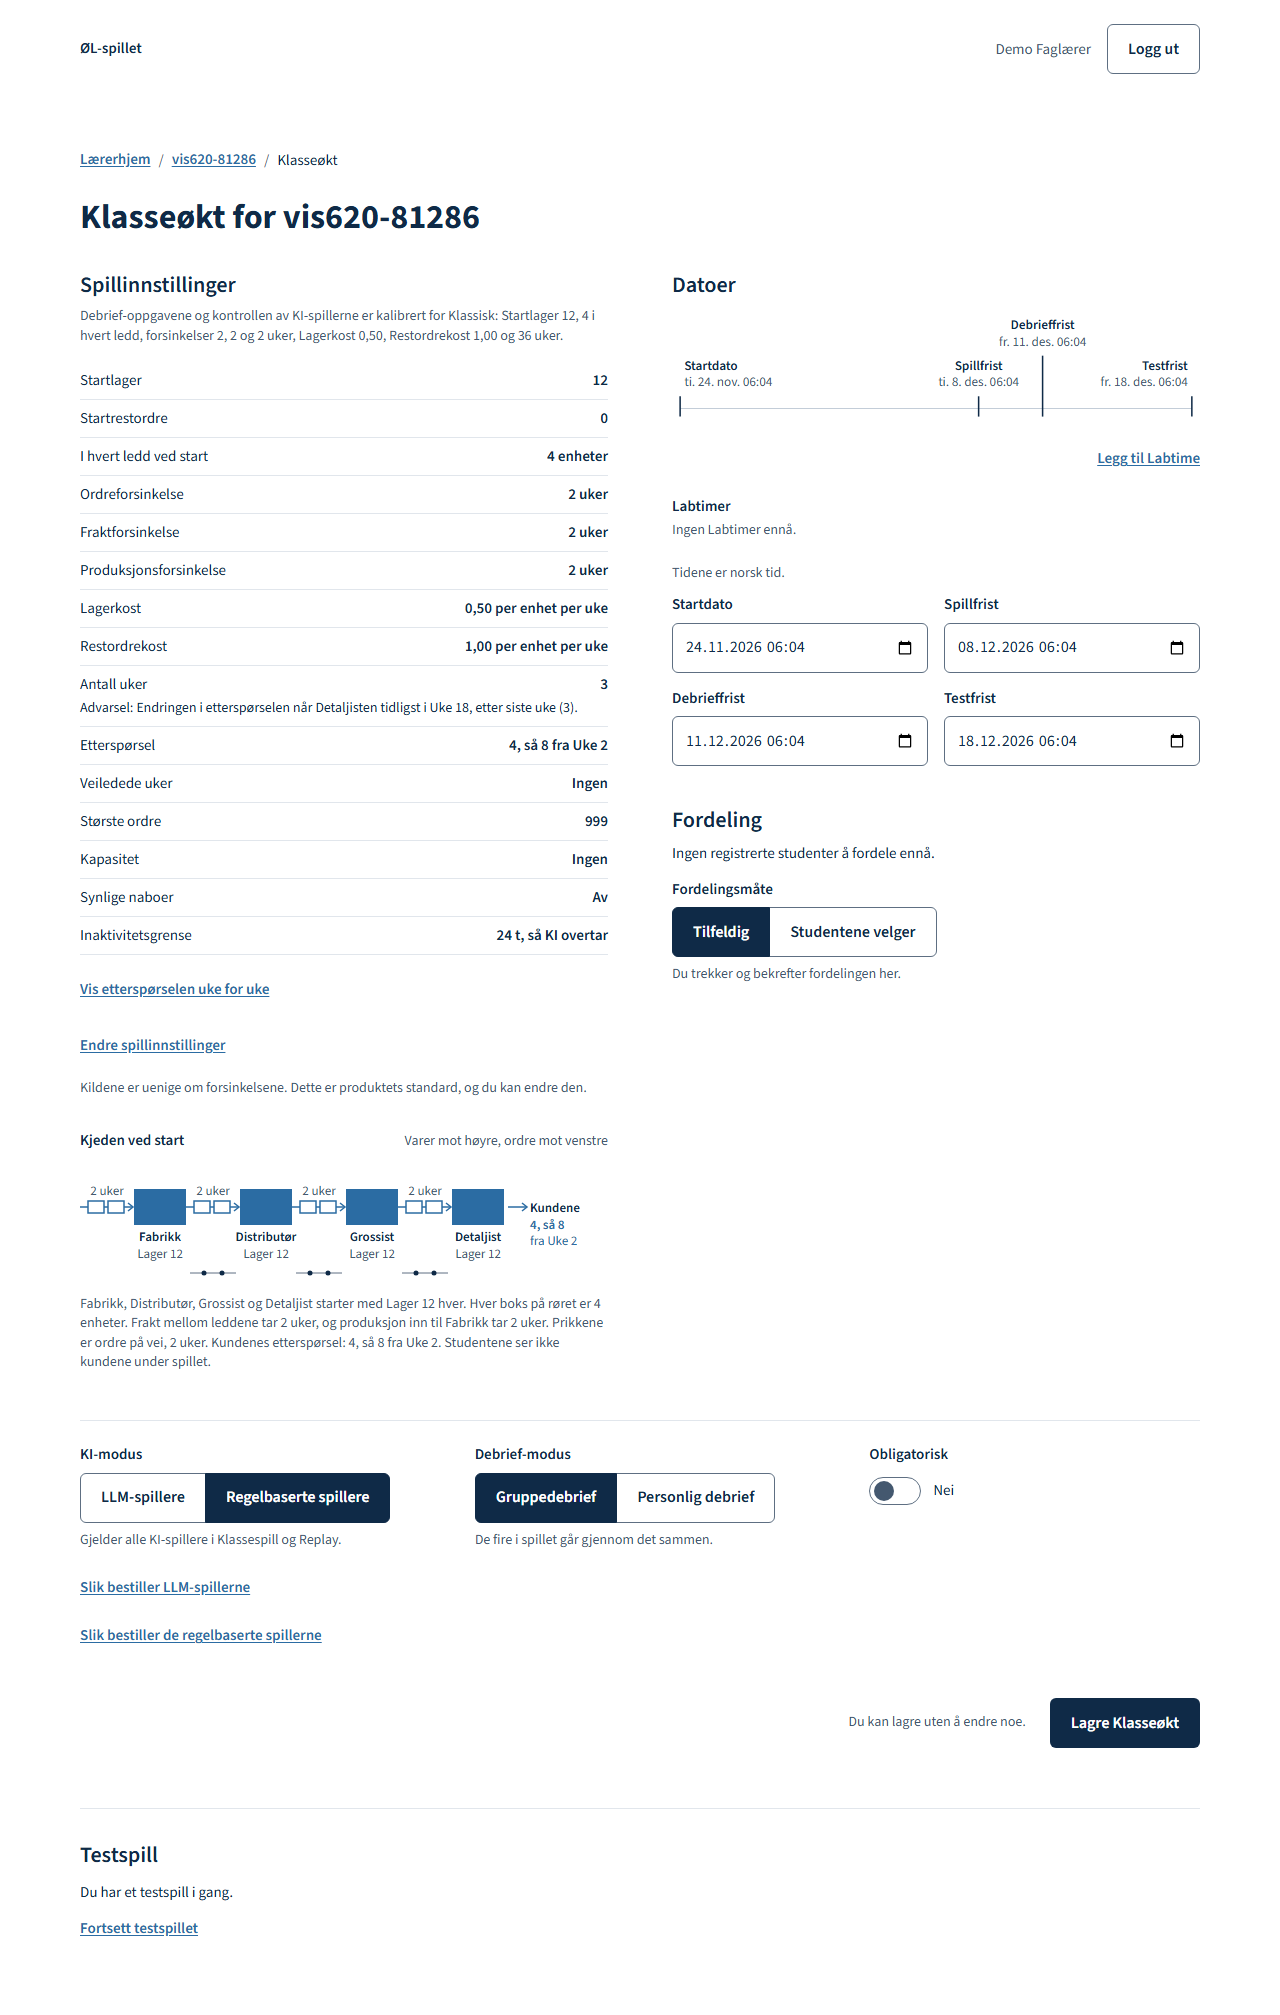 ØL-spillet
Demo Faglærer
Logg ut
Lærerhjem / vis620-81286 / Klasseøkt
Klasseøkt for vis620-81286
Spillinnstillinger
Debrief-oppgavene og kontrollen av KI-spillerne er kalibrert for Klassisk: Startlager 12, 4 i
hvert ledd, forsinkelser 2, 2 og 2 uker, Lagerkost 0,50, Restordrekost 1,00 og 36 uker.
Startlager 12
Startrestordre 0
I hvert ledd ved start 4 enheter
Ordreforsinkelse 2 uker
Fraktforsinkelse 2 uker
Produksjonsforsinkelse 2 uker
Lagerkost 0,50 per enhet per uke
Restordrekost 1,00 per enhet per uke
Antall uker 3
Advarsel: Endringen i etterspørselen når Detaljisten tidligst i Uke 18, etter siste uke (3).
Etterspørsel 4, så 8 fra Uke 2
Veiledede uker Ingen
Største ordre 999
Kapasitet Ingen
Synlige naboer Av
Inaktivitetsgrense 24 t, så KI overtar
Vis etterspørselen uke for uke
Endre spillinnstillinger
Kildene er uenige om forsinkelsene. Dette er produktets standard, og du kan endre den.
Kjeden ved start
Varer mot høyre, ordre mot venstre
2 uker 2 uker 2 uker 2 uker
Fabrikk Distributør Grossist Detaljist
Lager 12 Lager 12 Lager 12 Lager 12
Kundene
4, så 8
fra Uke 2
Fabrikk, Distributør, Grossist og Detaljist starter med Lager 12 hver. Hver boks på røret er 4
enheter. Frakt mellom leddene tar 2 uker, og produksjon inn til Fabrikk tar 2 uker. Prikkene
er ordre på vei, 2 uker. Kundenes etterspørsel: 4, så 8 fra Uke 2. Studentene ser ikke
kundene under spillet.
Datoer
Debrieffrist
fr. 11. des. 06:04
Startdato Spillfrist Testfrist
ti. 24. nov. 06:04 ti. 8. des. 06:04 fr. 18. des. 06:04
Legg til Labtime
Labtimer
Ingen Labtimer ennå.
Tidene er norsk tid.
Startdato Spillfrist
24.11.2026 06:04 08.12.2026 06:04
Debrieffrist Testfrist
11.12.2026 06:04 18.12.2026 06:04
Fordeling
Ingen registrerte studenter å fordele ennå.
Fordelingsmåte
Tilfeldig Studentene velger
Du trekker og bekrefter fordelingen her.
KI-modus
LLM-spillere Regelbaserte spillere
Gjelder alle KI-spillere i Klassespill og Replay.
Slik bestiller LLM-spillerne
Slik bestiller de regelbaserte spillerne
Debrief-modus
Gruppedebrief Personlig debrief
De fire i spillet går gjennom det sammen.
Obligatorisk
Nei
Du kan lagre uten å endre noe.
Lagre Klasseøkt
Testspill
Du har et testspill i gang.
Fortsett testspillet